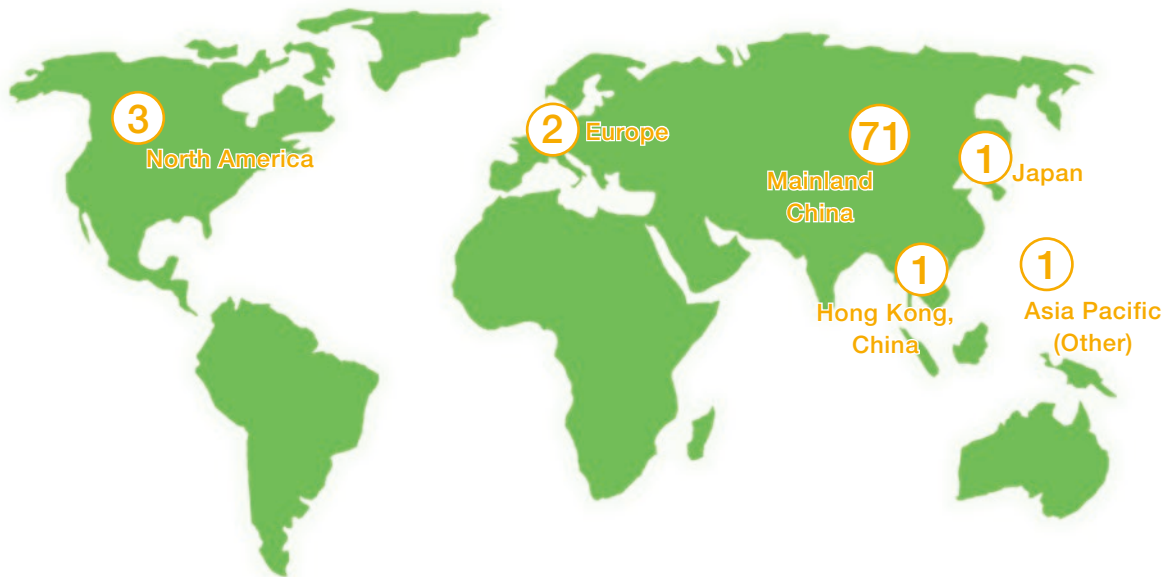 3
North America
2
Europe
71
Mainland
China
1
Japan
1
Hong Kong,
China
1
Asia Pacific
(Other)